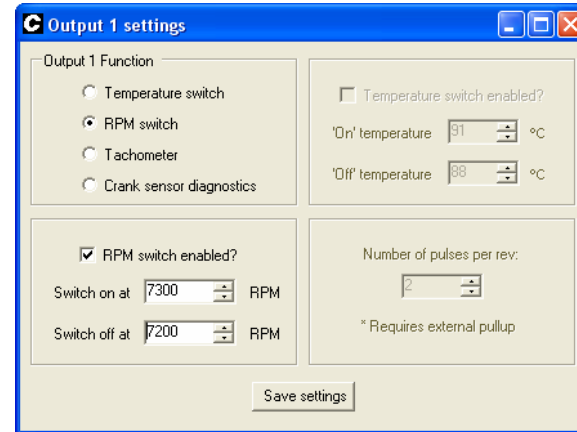 C Output 1 settings
Output 1 Function
Temperature switch
RPM switch
Tachometer
Crank sensor diagnostics
Temperature switch enabled?
'On' temperature 91 °C
'Off' temperature 88 °C
RPM switch enabled?
Switch on at 7300 RPM
Switch off at 7200 RPM
Number of pulses per rev:
2
* Requires external pullup
Save settings